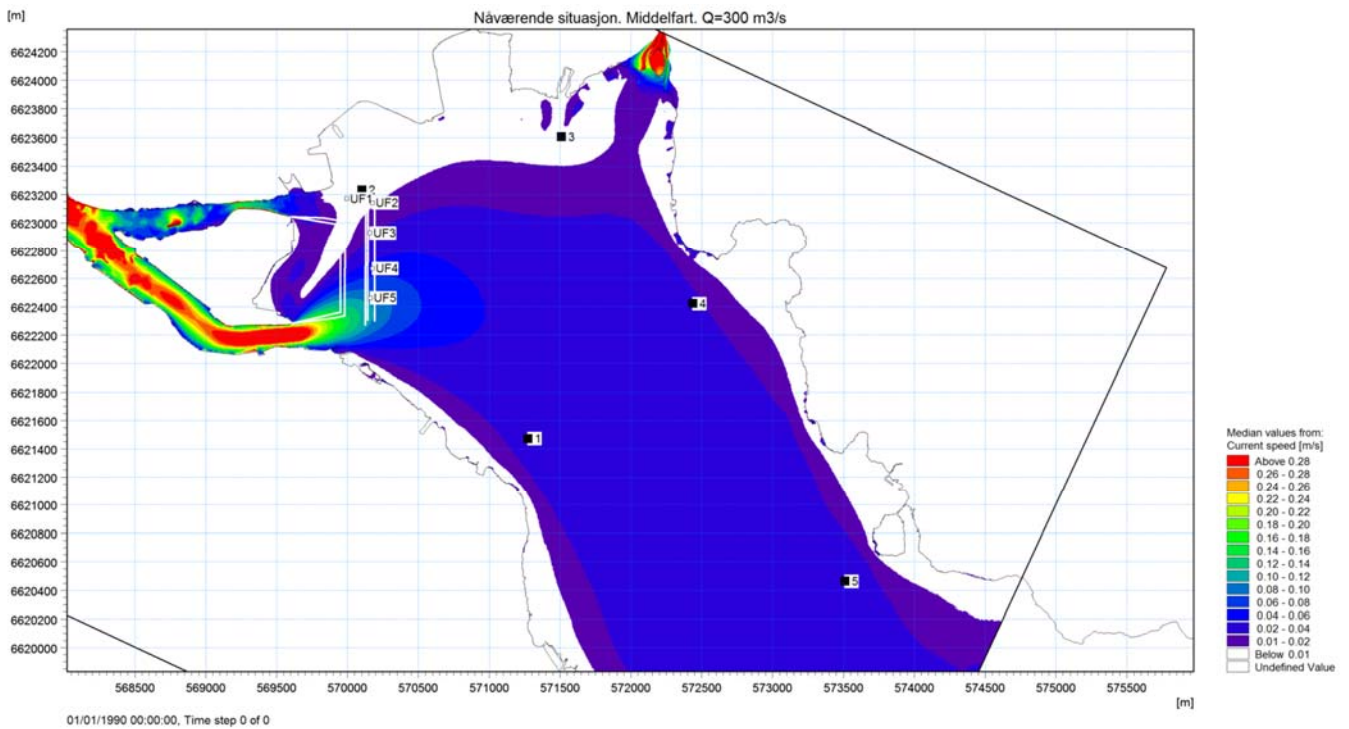 [m]
Nåværende situasjon. Middelfart. Q=300 m3/s
6624200
6624000
6623800
6623600
6623400
6623200
6623000
6622800
6622600
6622400
6622200
6622000
6621800
6621600
6621400
6621200
6621000
6620800
6620600
6620400
6620200
6620000
3
2
UF1
UF2
UF3
UF4
UF5
4
1
5
568500
569000
569500
570000
570500
571000
571500
572000
572500
573000
573500
574000
574500
575000
575500
[m]
Median values from:
Current speed [m/s]
Above 0.28
0.26 - 0.28
0.24 - 0.26
0.22 - 0.24
0.20 - 0.22
0.18 - 0.20
0.16 - 0.18
0.14 - 0.16
0.12 - 0.14
0.10 - 0.12
0.08 - 0.10
0.06 - 0.08
0.04 - 0.06
0.02 - 0.04
0.01 - 0.02
Below 0.01
Undefined Value
01/01/1990 00:00:00, Time step 0 of 0